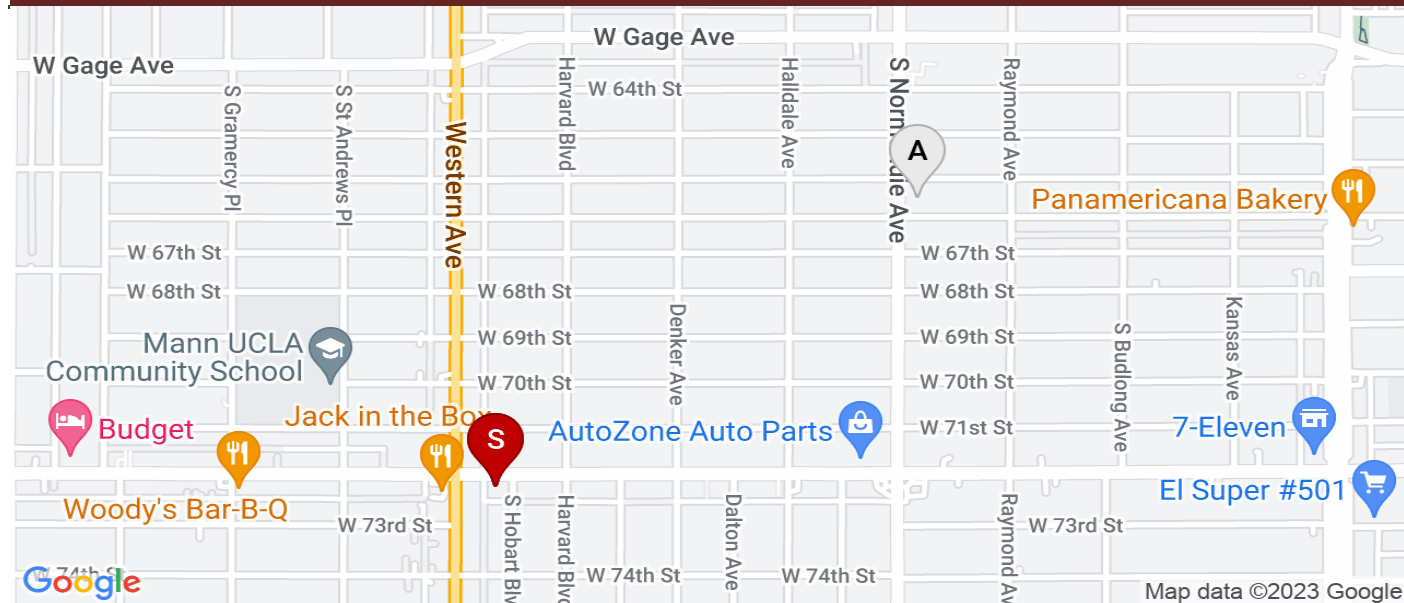 W Gage Ave
W Gage Ave
W 64th St
S Gramercy Pl
S St Andrews Pl
Western Ave
Harvard Blvd
Halldale Ave
S Normandie Ave
Raymond Ave
A
Panamericana Bakery
W 67th St
W 67th St
W 68th St
W 68th St
W 68th St
Mann UCLA
Community School
W 69th St
Denker Ave
W 69th St
S Budlong Ave
Kansas Ave
W 70th St
W 70th St
Budget
Jack in the Box
S
AutoZone Auto Parts
W 71st St
7-Eleven
Woody's Bar-B-Q
El Super #501
W 73rd St
S Hobart Blv
Harvard Blvd
Dalton Ave
Raymond Av
W 73rd St
W 74th St
W 74th St
W 74th St
Google
Map data ©2023 Google